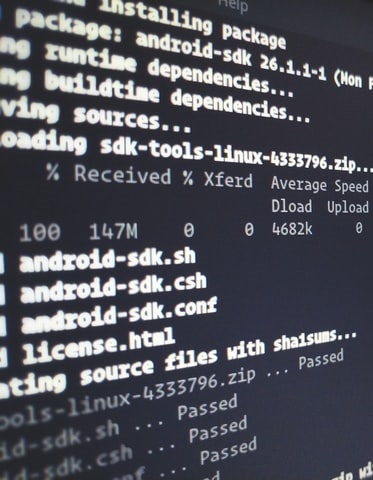 Help
installing package
package: android-sdk 26.1.1-1 (Mon
ng runtime dependencies...
ng buildtime dependencies...
ving sources...
oading sdk-tools-linux-4333796.zip...
% Received % Xferd Average Speed
Dload Upload
100 147M 0 0 4682k 0
android-sdk.sh
android-sdk.csh
android-sdk.conf
license.html
ating source files with sha1sums...
ools-linux-4333796.zip ... Passed
id-sdk.sh ... Passed
id-sdk.csh ... Passed